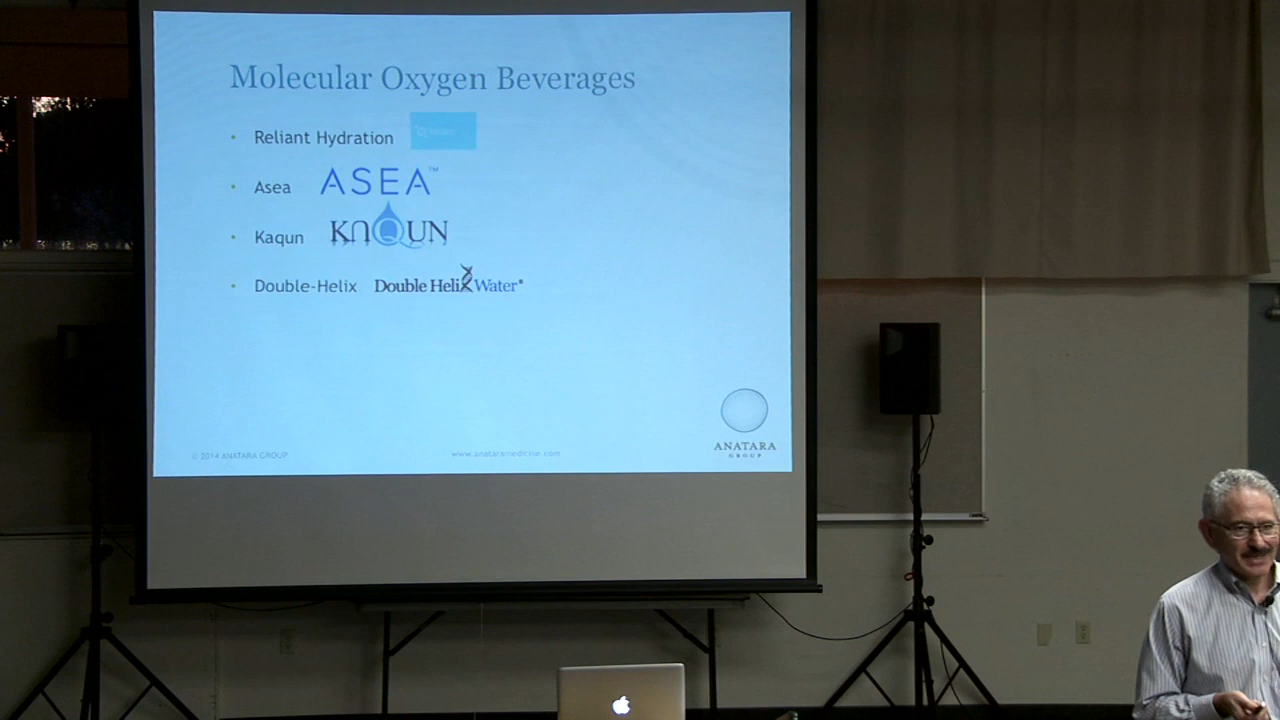 Molecular Oxygen Beverages
• Reliant Hydration
• Asea ASEA™
• Kaqun KAQUN
• Double-Helix Double Helix Water®
© 2014 ANATARA GROUP
www.anataramedicine.com
ANATARA
GROUP